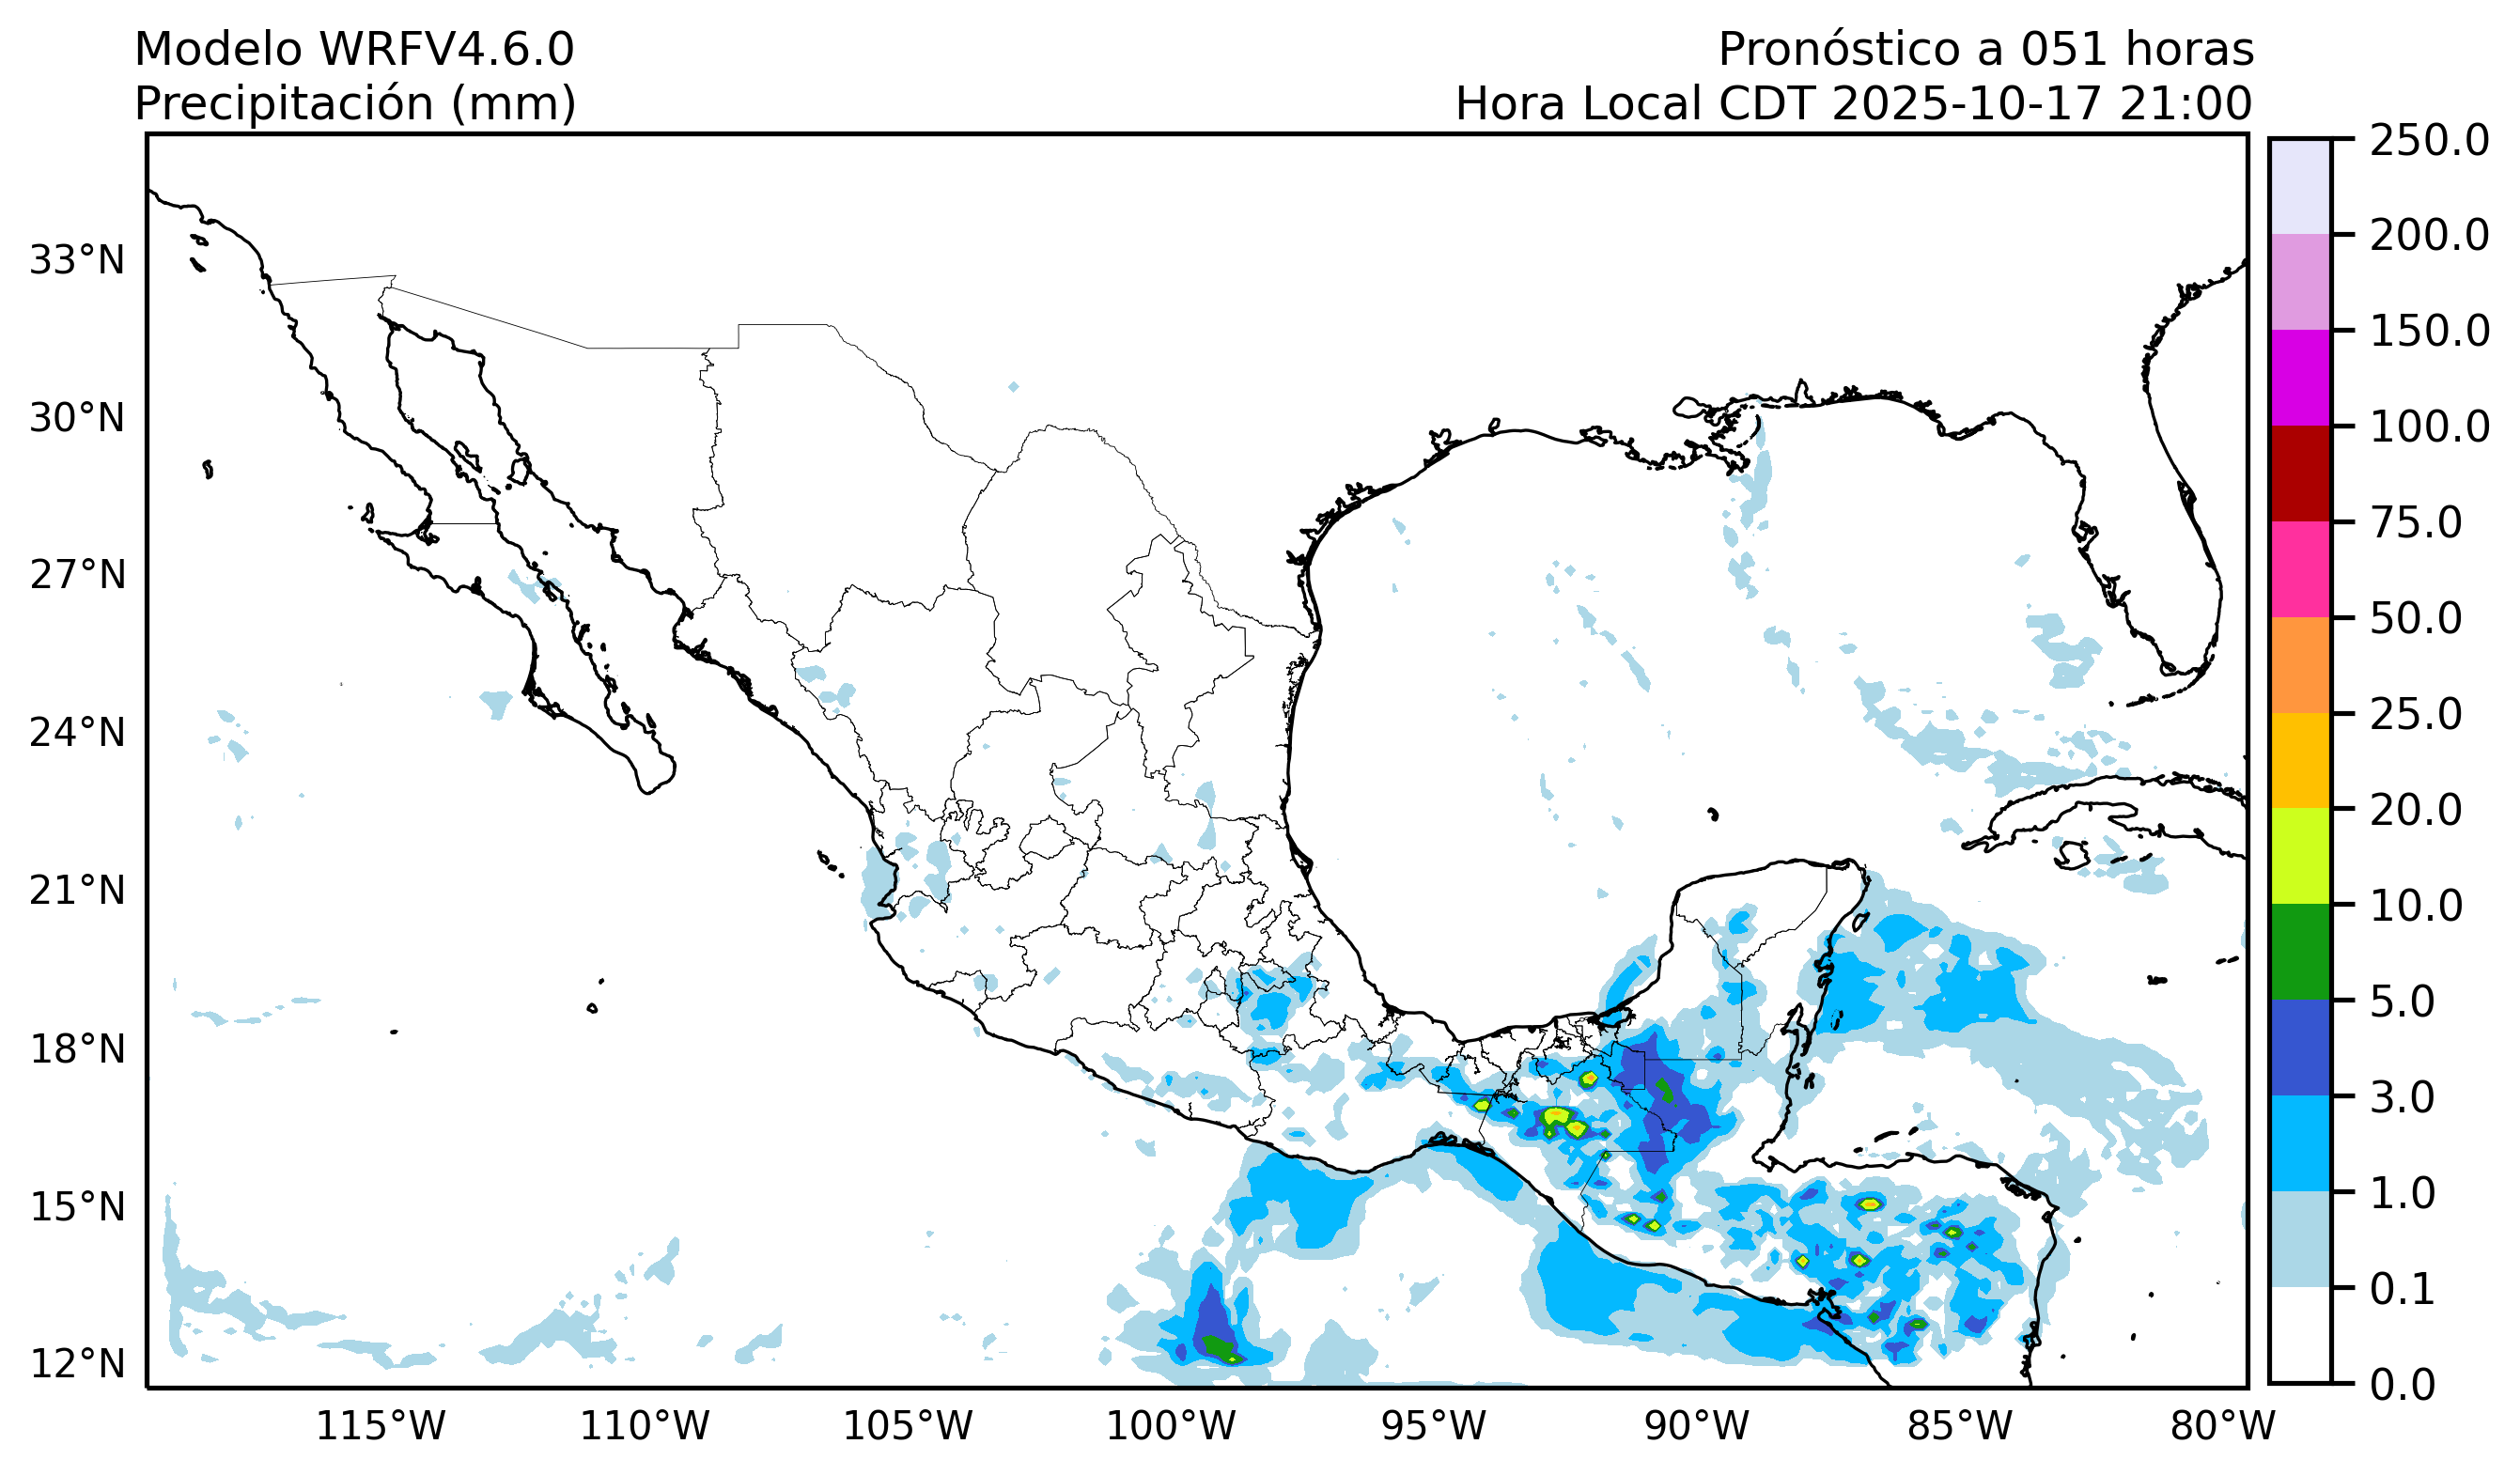 Modelo WRFV4.6.0
Precipitación (mm)
Pronóstico a 051 horas
Hora Local CDT 2025-10-17 21:00
33°N
30°N
27°N
24°N
21°N
18°N
15°N
12°N
115°W
110°W
105°W
100°W
95°W
90°W
85°W
80°W
250.0
200.0
150.0
100.0
75.0
50.0
25.0
20.0
10.0
5.0
3.0
1.0
0.1
0.0